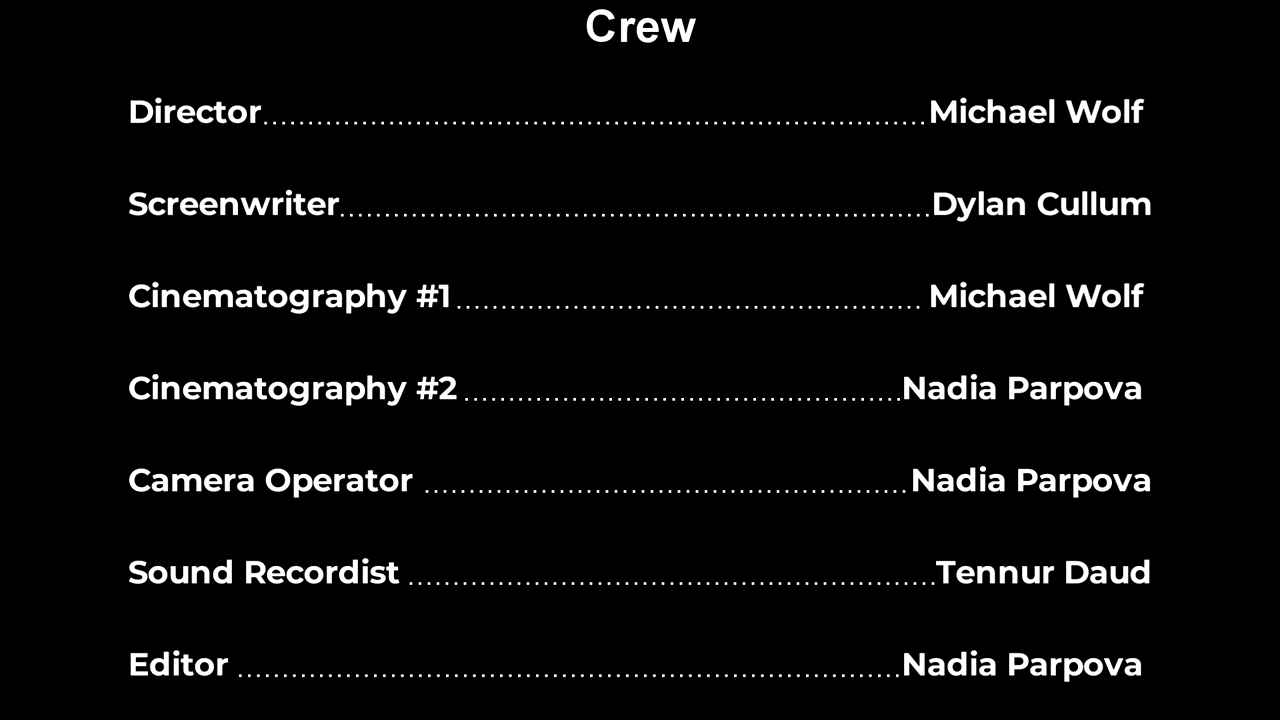 Crew
Director..........................................................................Michael Wolf
Screenwriter..................................................................Dylan Cullum
Cinematography #1 .................................................... Michael Wolf
Cinematography #2 .................................................Nadia Parpova
Camera Operator ...................................................... Nadia Parpova
Sound Recordist ...........................................................Tennur Daud
Editor ..........................................................................Nadia Parpova